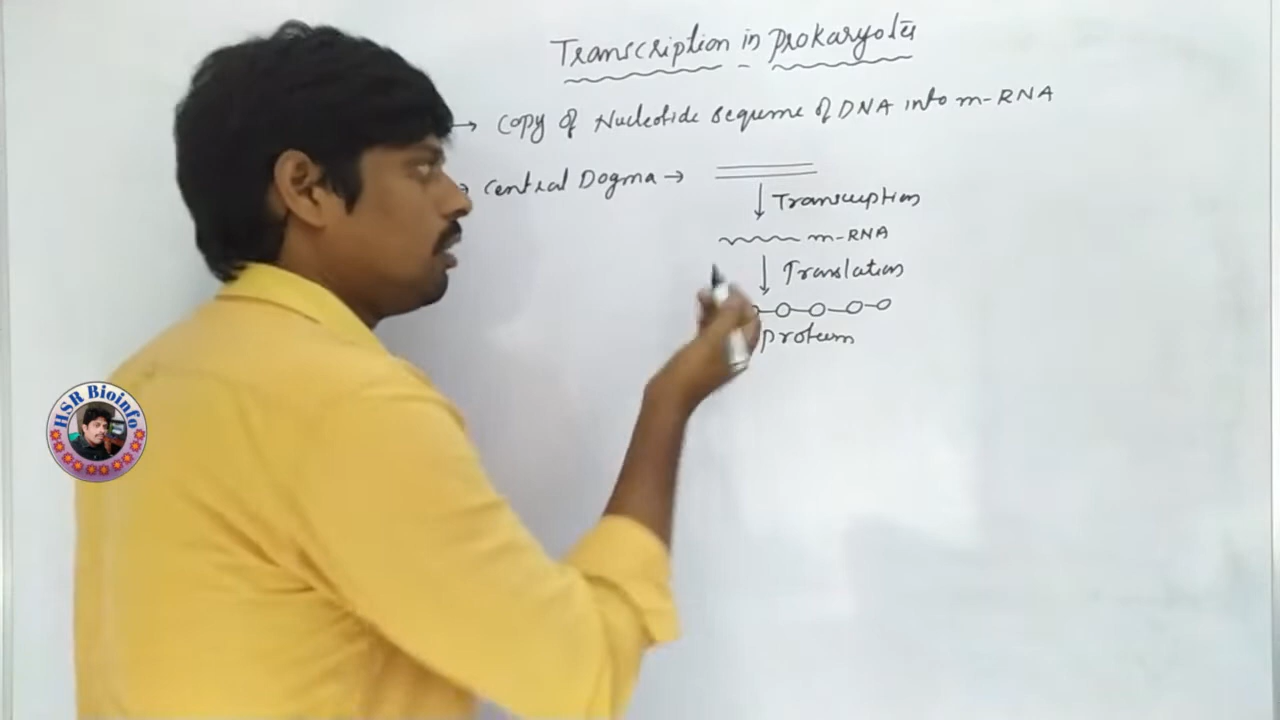 Transcription in Prokaryotes
→ Copy of Nucleotide sequence of DNA into m-RNA
→ Central Dogma →
↓ Transcription
m-RNA
↓ Translation
Protein
HSR Bioinfo